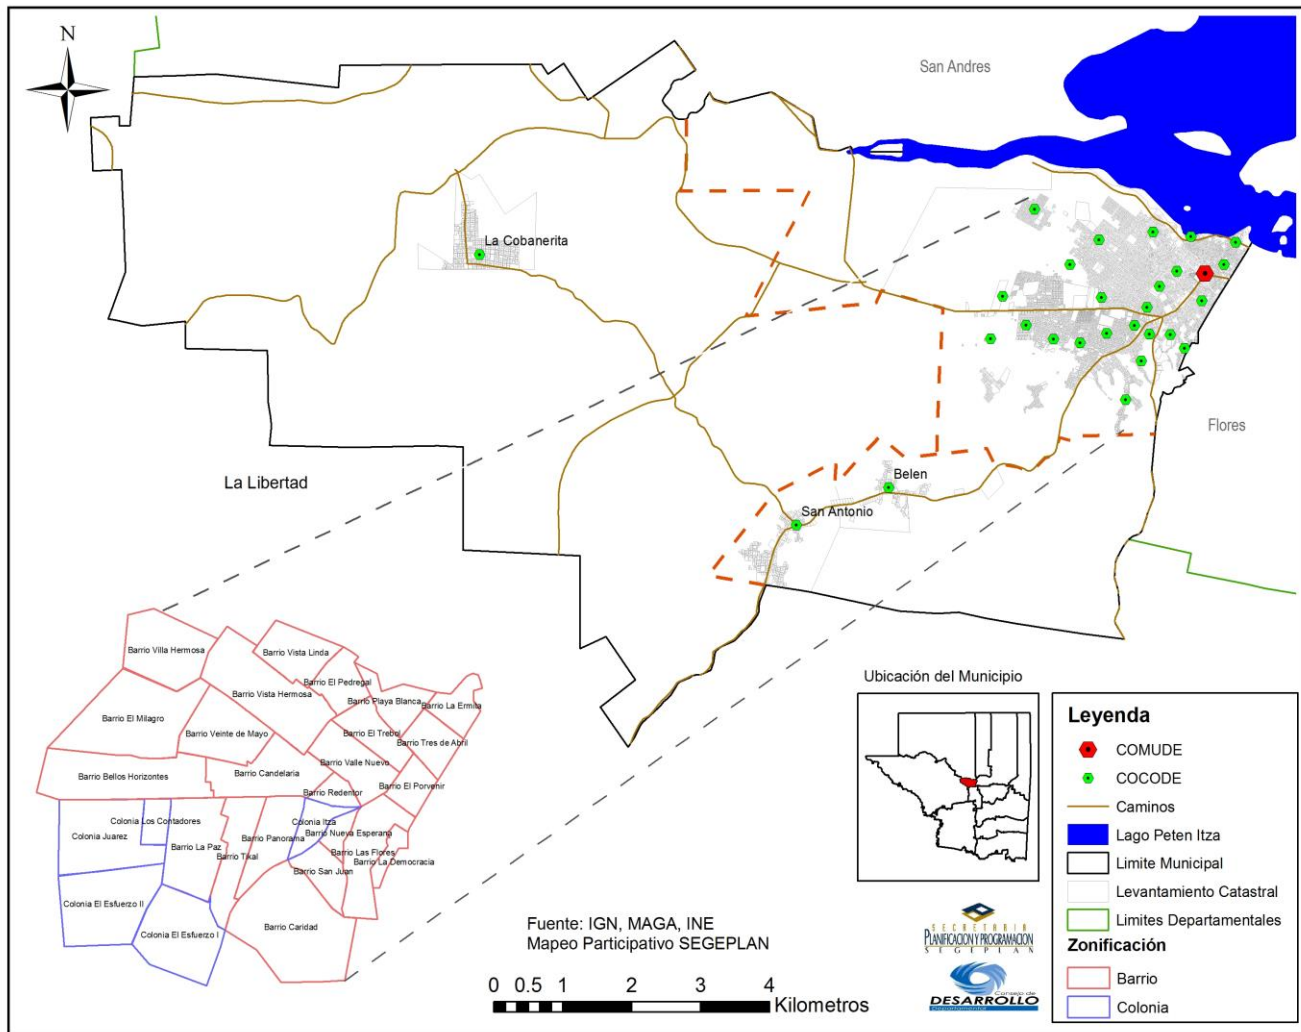 N
San Andres
La Cobanerita
Flores
La Libertad
Belen
San Antonio
Barrio Villa Hermosa
Barrio Vista Linda
Barrio El Pedregal
Barrio Vista Hermosa
Barrio Playa Blanca
Barrio La Ermita
Barrio El Milagro
Barrio Veinte de Mayo
Barrio El Trebol
Barrio Tres de Abril
Barrio Valle Nuevo
Barrio Bellos Horizontes
Barrio Candelaria
Barrio El Porvenir
Barrio Redentor
Colonia Los Contadores
Colonia Itza
Colonia Juarez
Barrio Nueva Esperana
Barrio Panorama
Barrio La Paz
Barrio Tikal
Barrio Las Flores
Barrio La Democracia
Barrio San Juan
Colonia El Esfuerzo II
Barrio Caridad
Colonia El Esfuerzo I
Fuente: IGN, MAGA, INE
Mapeo Participativo SEGEPLAN
0 0.5 1 2 3 4
Kilometros
Ubicación del Municipio
SECRETARIA
PLANIFICACION Y PROGRAMACION
SEGEPLAN
Consejo de
DESARROLLO
Departamental
Leyenda
COMUDE
COCODE
Caminos
Lago Peten Itza
Limite Municipal
Levantamiento Catastral
Limites Departamentales
Zonificación
Barrio
Colonia